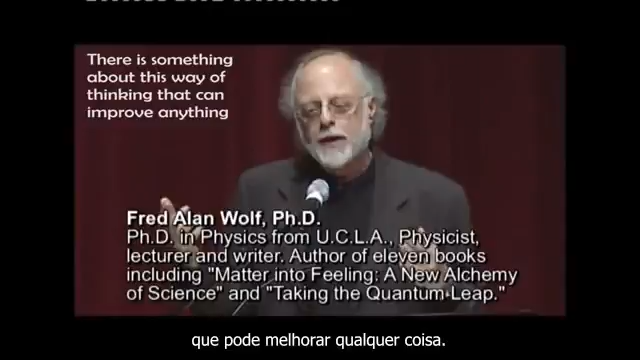 There is something
about this way of
thinking that can
improve anything
Fred Alan Wolf, Ph.D.
Ph.D. in Physics from U.C.L.A., Physicist,
lecturer and writer. Author of eleven books
including "Matter into Feeling: A New Alchemy
of Science" and "Taking the Quantum Leap."
que pode melhorar qualquer coisa.